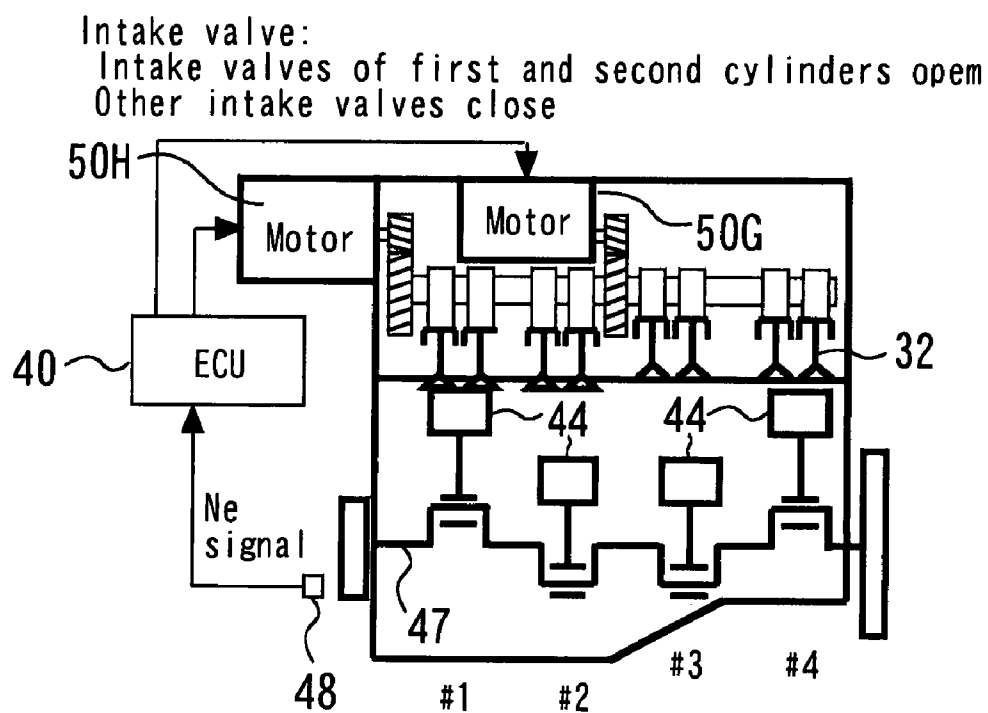 Intake valve:
Intake valves of first and second cylinders opem
Other intake valves close
50H
Motor
Motor
50G
40
ECU
32
44
44
Ne
signal
47
48
#1
#2
#3
#4